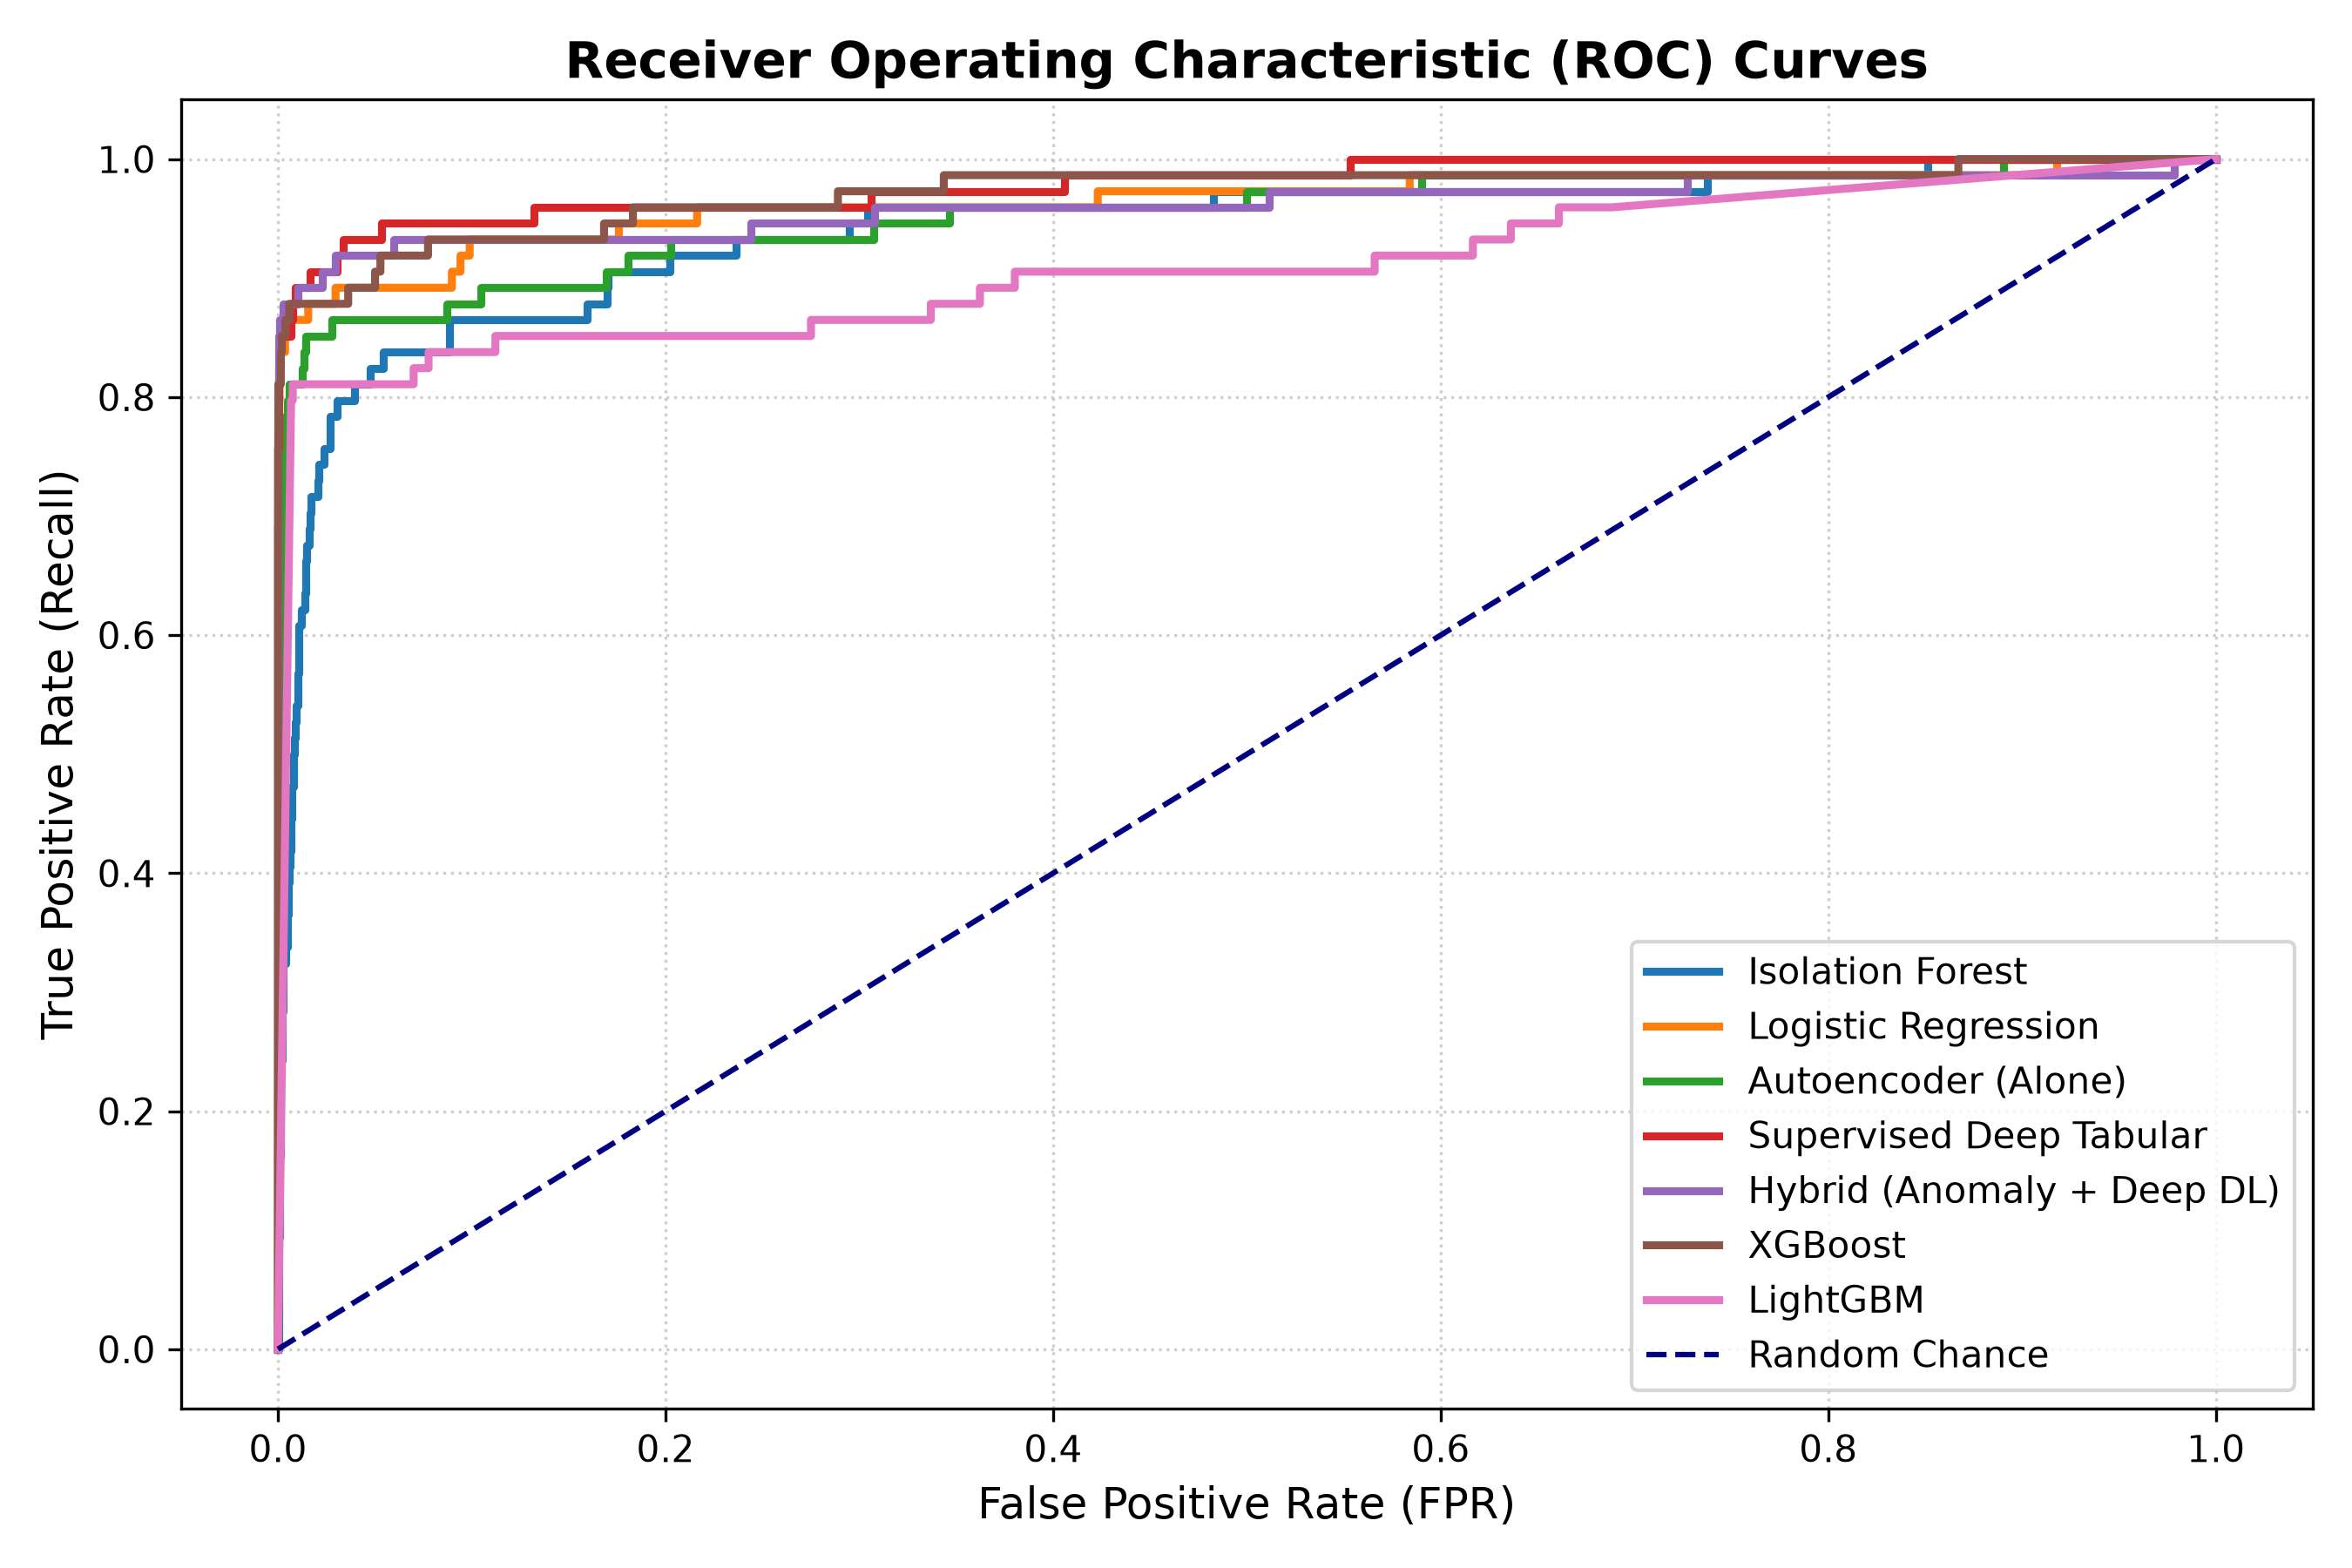 Receiver Operating Characteristic (ROC) Curves
True Positive Rate (Recall)
1.0
0.8
0.6
0.4
0.2
0.0
0.0 0.2 0.4 0.6 0.8 1.0
False Positive Rate (FPR)
Isolation Forest
Logistic Regression
Autoencoder (Alone)
Supervised Deep Tabular
Hybrid (Anomaly + Deep DL)
XGBoost
LightGBM
Random Chance